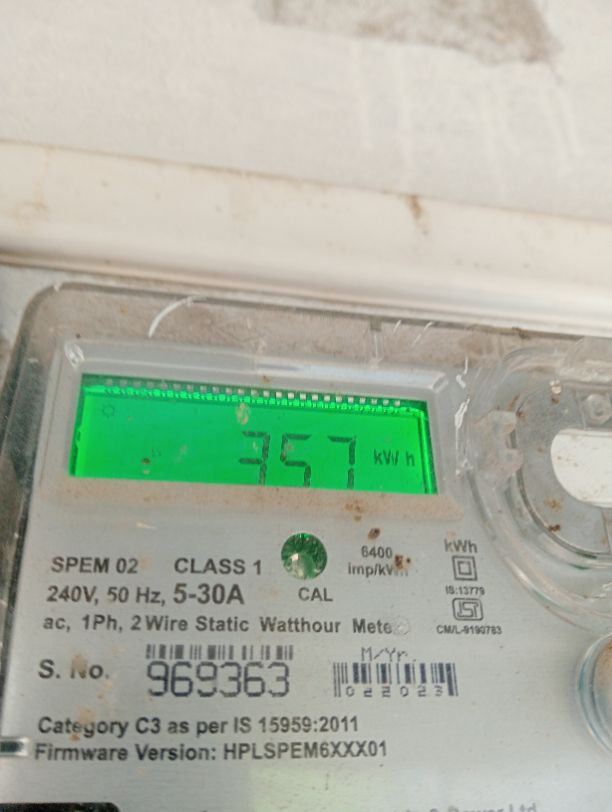 357 kWh
SPEM 02 CLASS 1
6400 imp/kWh
kWh
240V, 50 Hz, 5-30A
CAL
IS:13779
ac, 1Ph, 2 Wire Static Watthour Meter
CM/L-9190783
S. No. 969363
M/Yr.
022023
Category C3 as per IS 15959:2011
Firmware Version: HPLSPEM6XXX01
Power Ltd